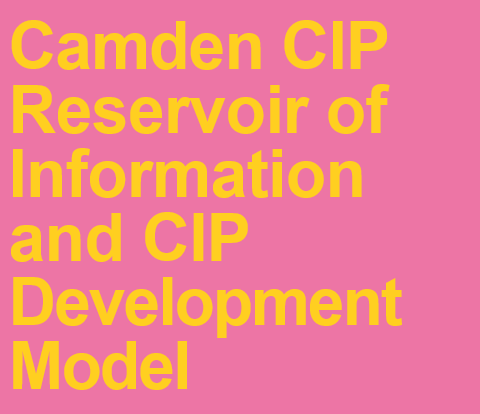 Camden CIP
Reservoir of
Information
and CIP
Development
Model